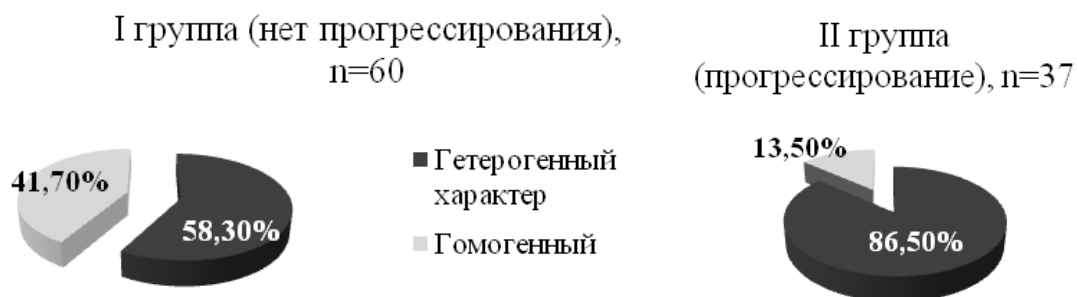 I группа (нет прогрессирования),
n=60
41,70%
58,30%
Гетерогенный
характер
Гомогенный
II группа
(прогрессирование), n=37
13,50%
86,50%